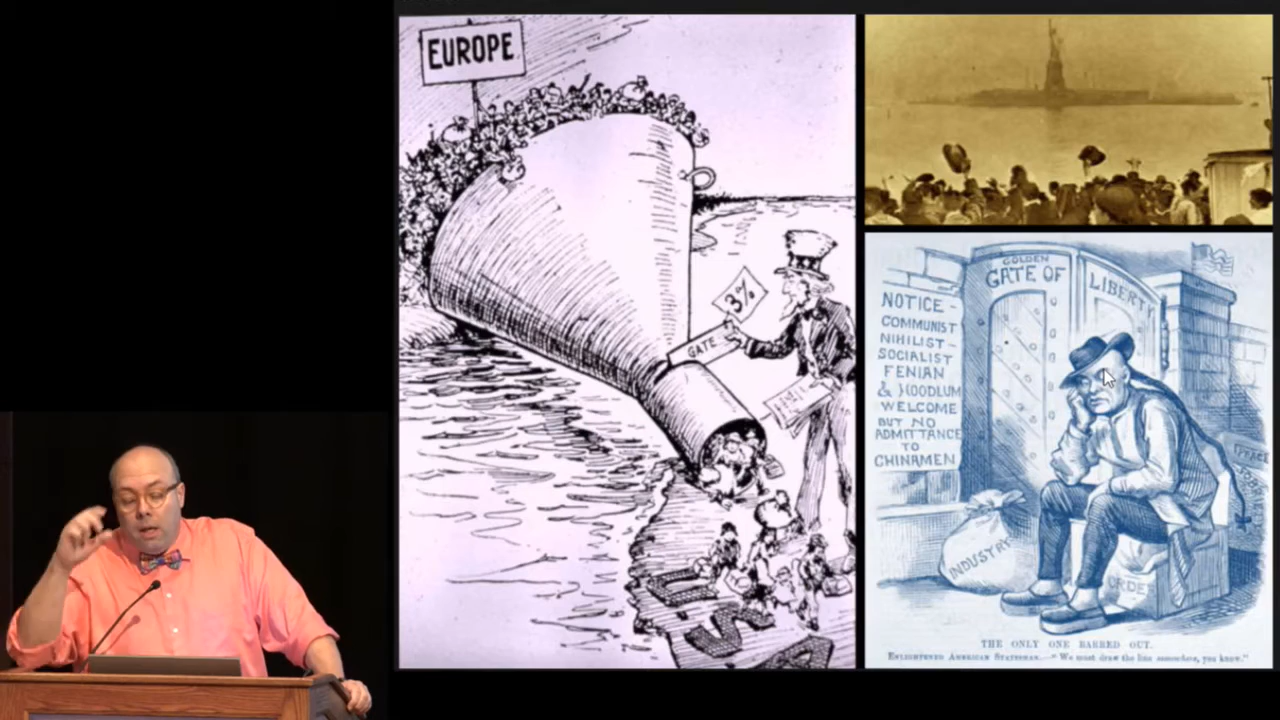 EUROPE
3%
GATE
USA
GOLDEN
GATE OF
LIBERTY
NOTICE-
COMMUNIST
NIHILIST-
SOCIALIST
FENIAN
& HOODLUM
WELCOME
BUT NO
ADMITTANCE
TO
CHINAMEN
INDUSTRY
ORDER
PEACE
SOBRIETY
THE ONLY ONE BARRED OUT.
ENLIGHTENED AMERICAN STATESMAN.—"We must draw the line somewhere, you know."